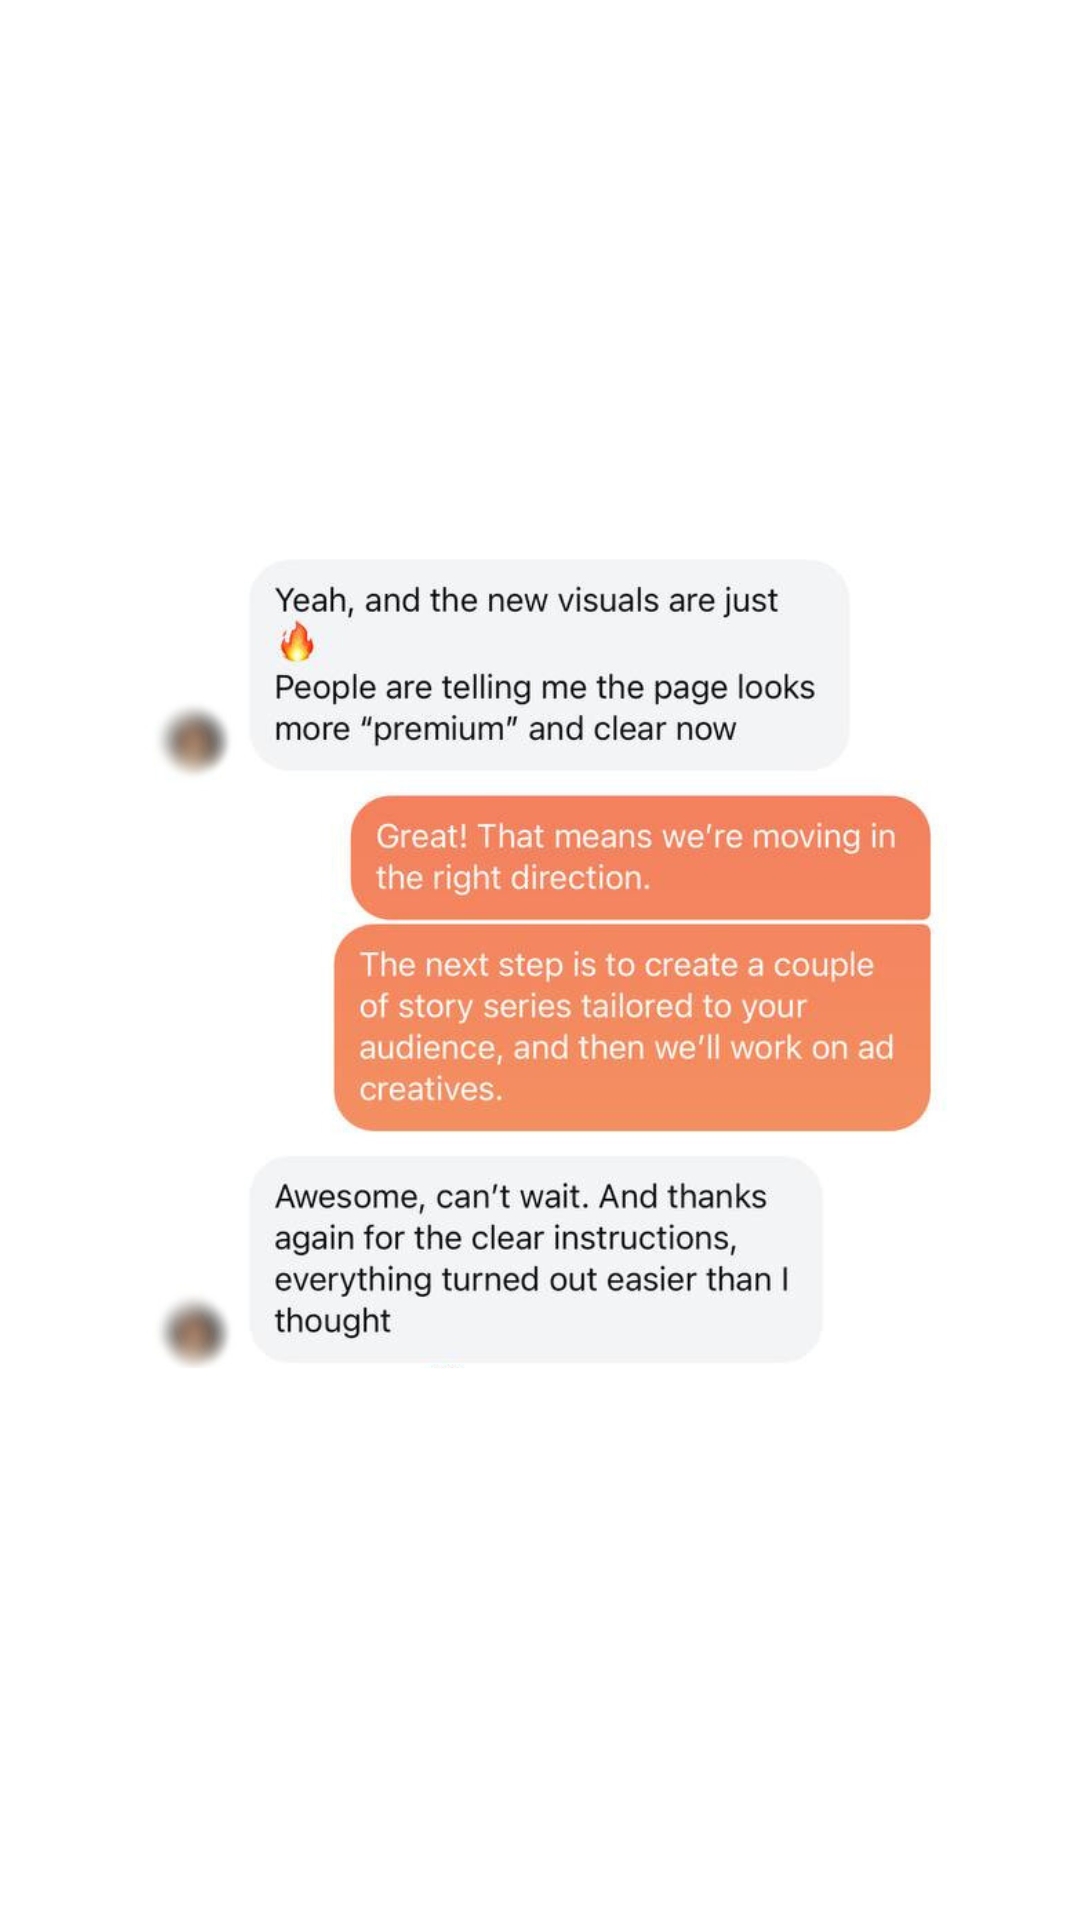 Yeah, and the new visuals are just
🔥
People are telling me the page looks
more “premium” and clear now
Great! That means we’re moving in
the right direction.
The next step is to create a couple
of story series tailored to your
audience, and then we’ll work on ad
creatives.
Awesome, can’t wait. And thanks
again for the clear instructions,
everything turned out easier than I
thought